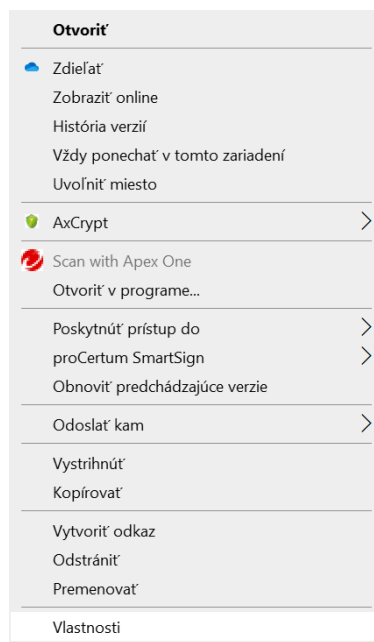 Otvoriť
Zdieľať
Zobraziť online
História verzií
Vždy ponechať v tomto zariadení
Uvoľniť miesto
AxCrypt
Scan with Apex One
Otvoriť v programe...
Poskytnúť prístup do
proCertum SmartSign
Obnoviť predchádzajúce verzie
Odoslať kam
Vystrihnúť
Kopírovať
Vytvoriť odkaz
Odstrániť
Premenovať
Vlastnosti